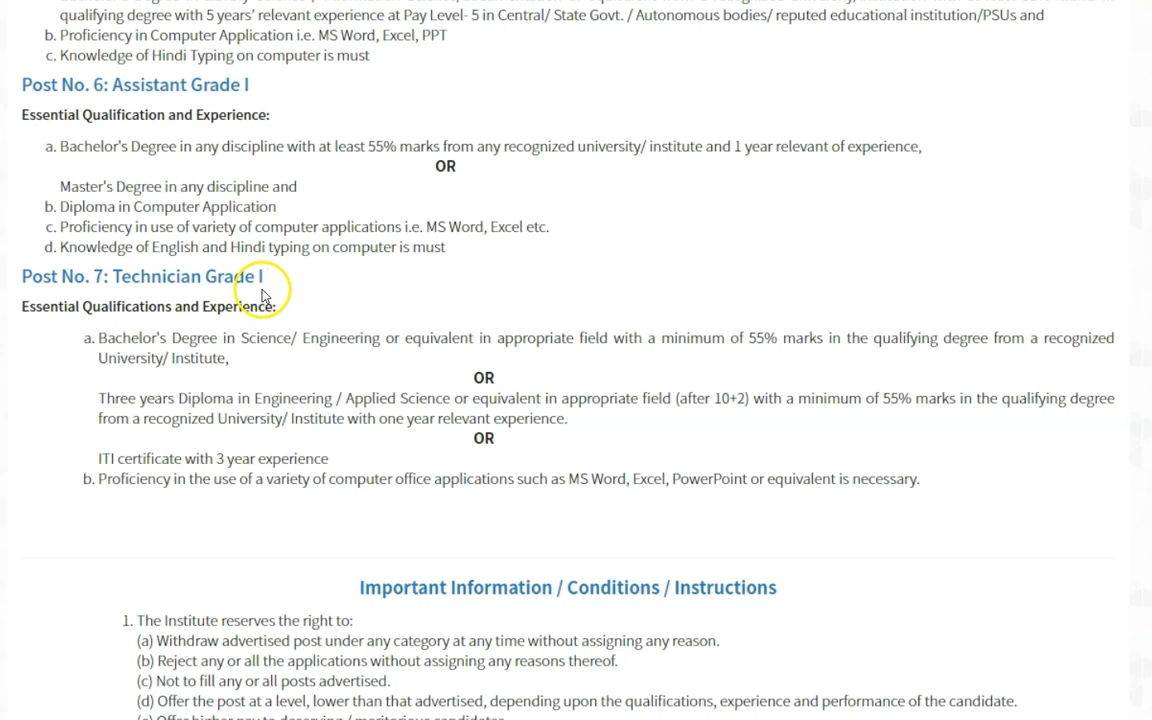 qualifying degree with 5 years' relevant experience at Pay Level- 5 in Central/ State Govt. / Autonomous bodies/ reputed educational institution/PSUs and
b. Proficiency in Computer Application i.e. MS Word, Excel, PPT
c. Knowledge of Hindi Typing on computer is must
Post No. 6: Assistant Grade I
Essential Qualification and Experience:
a. Bachelor's Degree in any discipline with at least 55% marks from any recognized university/ institute and 1 year relevant of experience,
OR
Master's Degree in any discipline and
b. Diploma in Computer Application
c. Proficiency in use of variety of computer applications i.e. MS Word, Excel etc.
d. Knowledge of English and Hindi typing on computer is must
Post No. 7: Technician Grade I
Essential Qualifications and Experience:
a. Bachelor's Degree in Science/ Engineering or equivalent in appropriate field with a minimum of 55% marks in the qualifying degree from a recognized
University/ Institute,
OR
Three years Diploma in Engineering / Applied Science or equivalent in appropriate field (after 10+2) with a minimum of 55% marks in the qualifying degree
from a recognized University/ Institute with one year relevant experience.
OR
ITI certificate with 3 year experience
b. Proficiency in the use of a variety of computer office applications such as MS Word, Excel, PowerPoint or equivalent is necessary.
Important Information / Conditions / Instructions
1. The Institute reserves the right to:
(a) Withdraw advertised post under any category at any time without assigning any reason.
(b) Reject any or all the applications without assigning any reasons thereof.
(c) Not to fill any or all posts advertised.
(d) Offer the post at a level, lower than that advertised, depending upon the qualifications, experience and performance of the candidate.